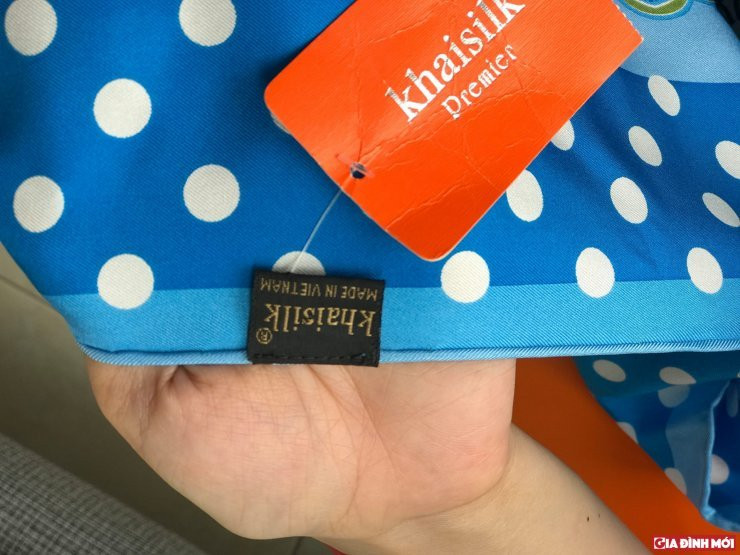 khaisilk
Premier
khaisilk®
MADE IN VIETNAM
GIA ĐÌNH MỚI